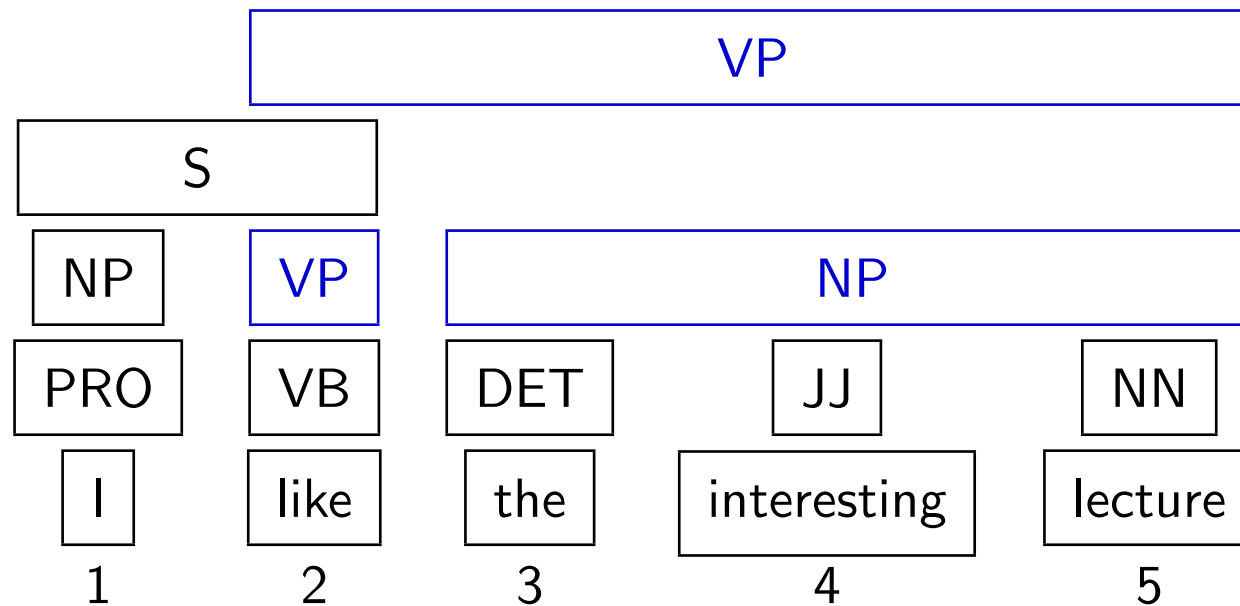 VP
S
NP VP NP
PRO VB DET JJ NN
I like the interesting lecture
1 2 3 4 5